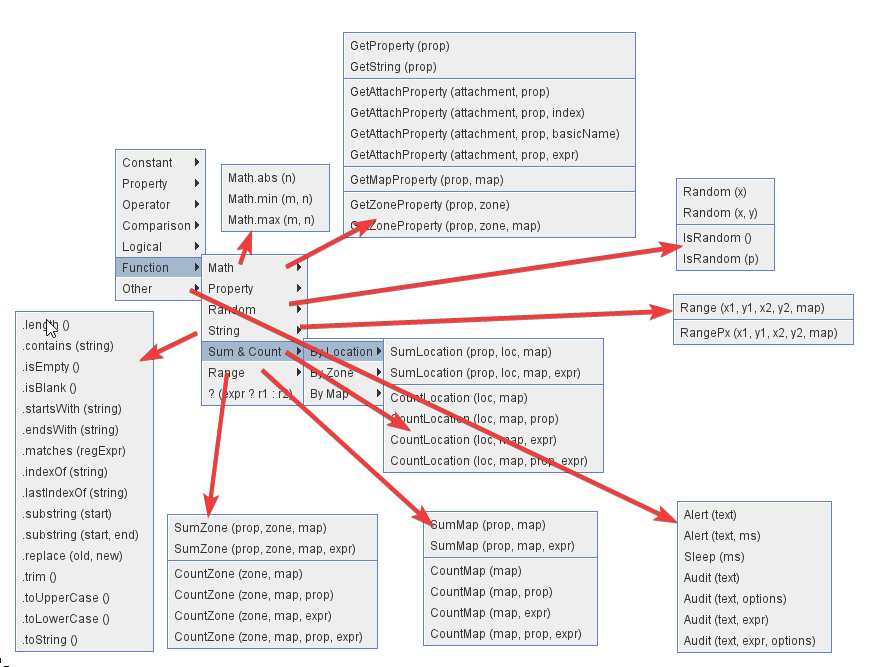 GetProperty (prop)
GetString (prop)
GetAttachProperty (attachment, prop)
GetAttachProperty (attachment, prop, index)
GetAttachProperty (attachment, prop, basicName)
GetAttachProperty (attachment, prop, expr)
GetMapProperty (prop, map)
GetZoneProperty (prop, zone)
GetZoneProperty (prop, zone, map)
Constant
Property
Operator
Comparison
Logical
Function
Other
Math.abs (n)
Math.min (m, n)
Math.max (m, n)
Random (x)
Random (x, y)
IsRandom ()
IsRandom (p)
Math
Property
Random
String
Sum & Count
Range
? (expr ? r1 : r2)
Range (x1, y1, x2, y2, map)
RangePx (x1, y1, x2, y2, map)
By Location
By Zone
By Map
SumLocation (prop, loc, map)
SumLocation (prop, loc, map, expr)
CountLocation (loc, map)
CountLocation (loc, map, prop)
CountLocation (loc, map, expr)
CountLocation (loc, map, prop, expr)
.length ()
.contains (string)
.isEmpty ()
.isBlank ()
.startsWith (string)
.endsWith (string)
.matches (regExpr)
.indexOf (string)
.lastIndexOf (string)
.substring (start)
.substring (start, end)
.replace (old, new)
.trim ()
.toUpperCase ()
.toLowerCase ()
.toString ()
SumZone (prop, zone, map)
SumZone (prop, zone, map, expr)
CountZone (zone, map)
CountZone (zone, map, prop)
CountZone (zone, map, expr)
CountZone (zone, map, prop, expr)
SumMap (prop, map)
SumMap (prop, map, expr)
CountMap (map)
CountMap (map, prop)
CountMap (map, expr)
CountMap (map, prop, expr)
Alert (text)
Alert (text, ms)
Sleep (ms)
Audit (text)
Audit (text, options)
Audit (text, expr)
Audit (text, expr, options)